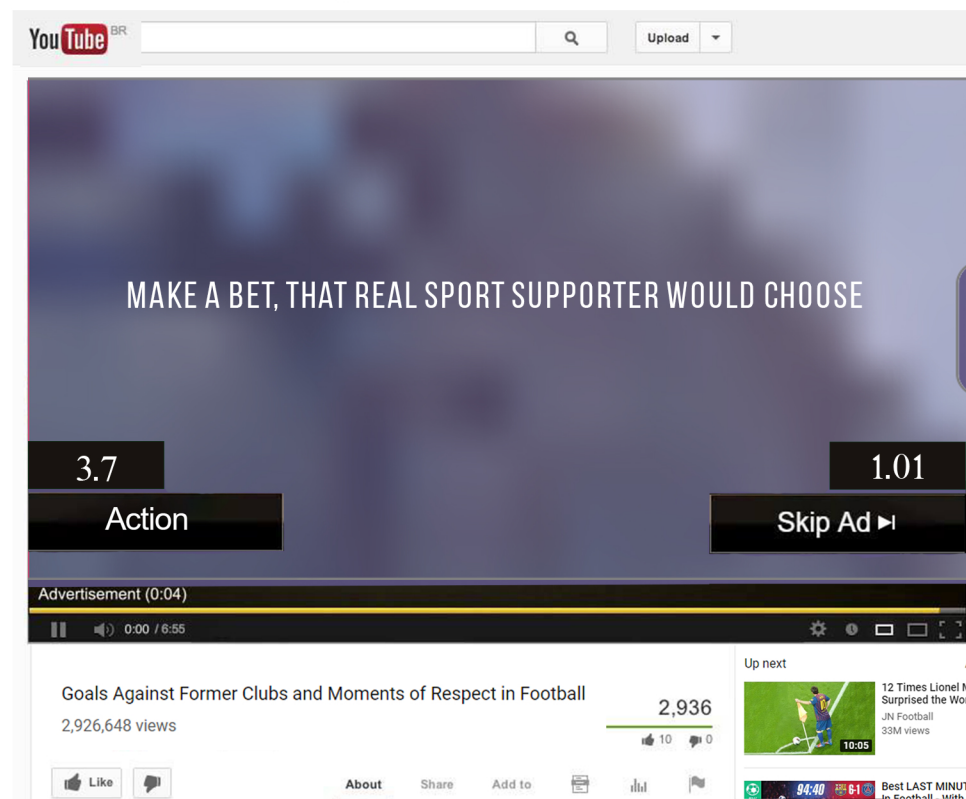 YouTube BR
Upload
MAKE A BET, THAT REAL SPORT SUPPORTER WOULD CHOOSE
3.7
1.01
Action
Skip Ad
Advertisement (0:04)
0:00 / 6:55
Up next
Goals Against Former Clubs and Moments of Respect in Football
2,926,648 views
2,936
10 0
Like
About Share Add to
12 Times Lionel M
Surprised the Wo
JN Football
33M views
10:05
94:40 6-1
Best LAST MINUT
In Football - With